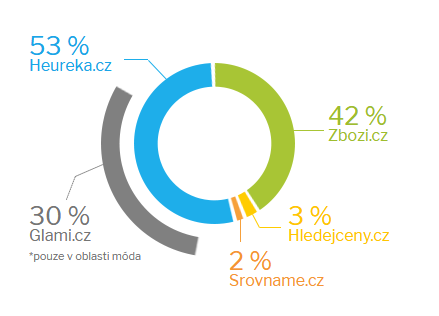 53 %
Heureka.cz
42 %
Zbozi.cz
30 %
Glami.cz
*pouze v oblasti móda
3 %
Hledejceny.cz
2 %
Srovname.cz